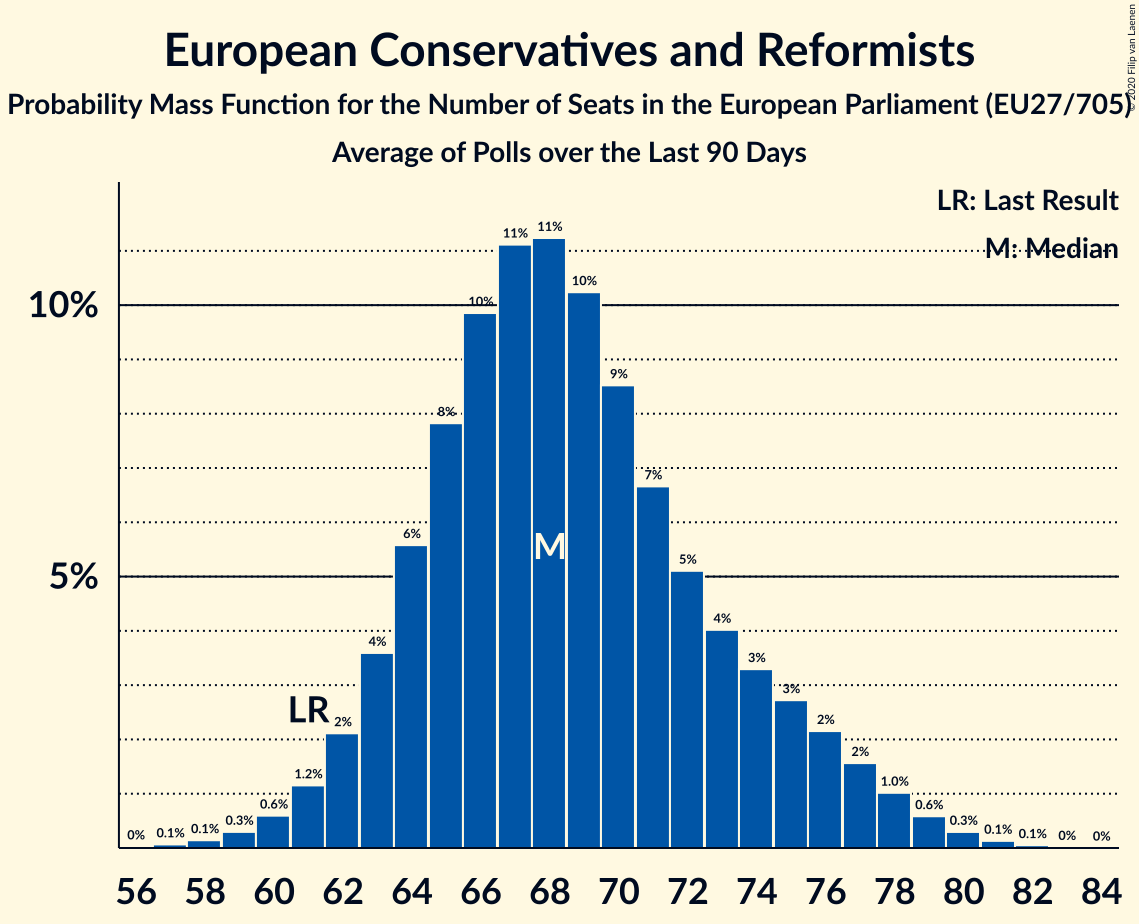 European Conservatives and Reformists
Probability Mass Function for the Number of Seats in the European Parliament (EU27/705)
Average of Polls over the Last 90 Days
© 2020 Filip van Laenen
LR: Last Result
M: Median
10%
5%
0% 0.1% 0.1% 0.3% 0.6% 1.2% 2% 4% 6% 8% 10% 11% 11% 10% 9% 7% 5% 4% 3% 3% 2% 2% 1.0% 0.6% 0.3% 0.1% 0.1% 0% 0%
LR
M
56 58 60 62 64 66 68 70 72 74 76 78 80 82 84